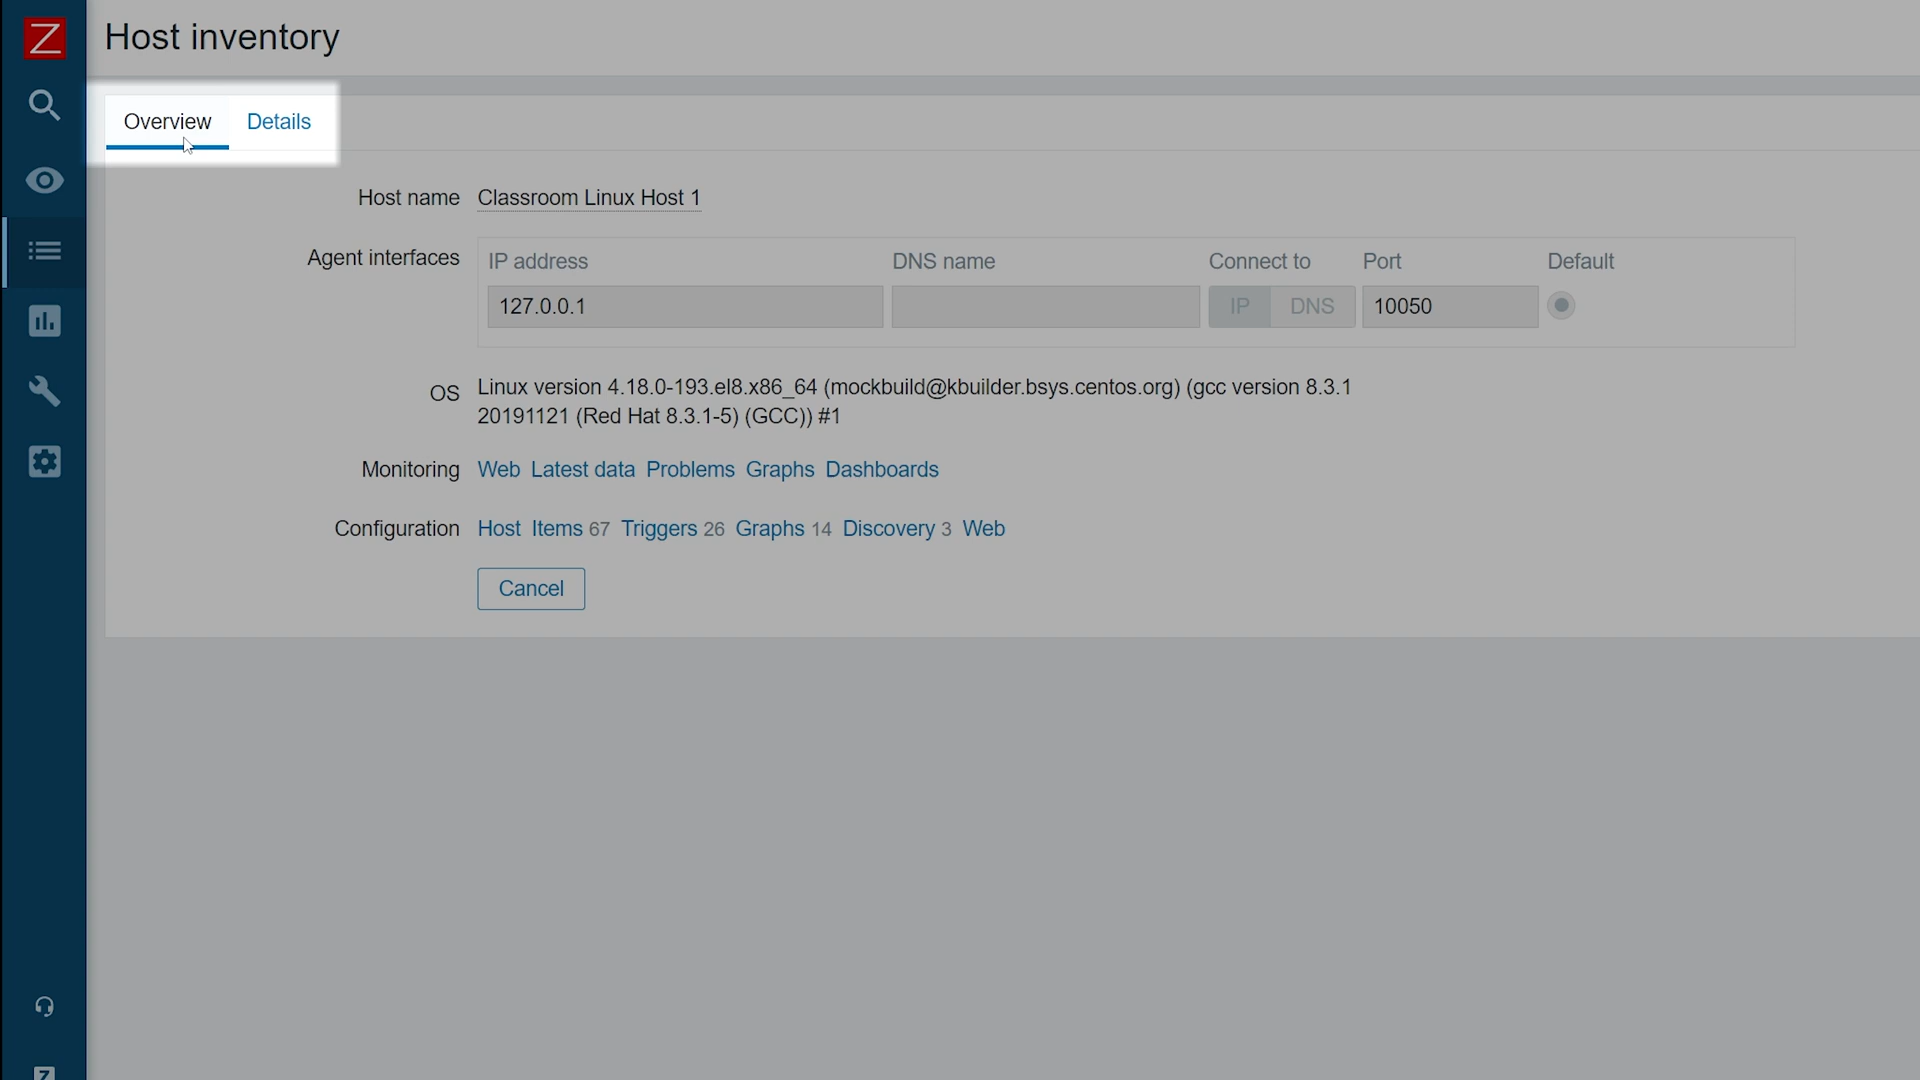 Z
Host inventory
Overview Details
Host name Classroom Linux Host 1
Agent interfaces IP address DNS name Connect to Port Default
127.0.0.1 IP DNS 10050
OS Linux version 4.18.0-193.el8.x86_64 (mockbuild@kbuilder.bsys.centos.org) (gcc version 8.3.1
20191121 (Red Hat 8.3.1-5) (GCC)) #1
Monitoring Web Latest data Problems Graphs Dashboards
Configuration Host Items 67 Triggers 26 Graphs 14 Discovery 3 Web
Cancel
Z